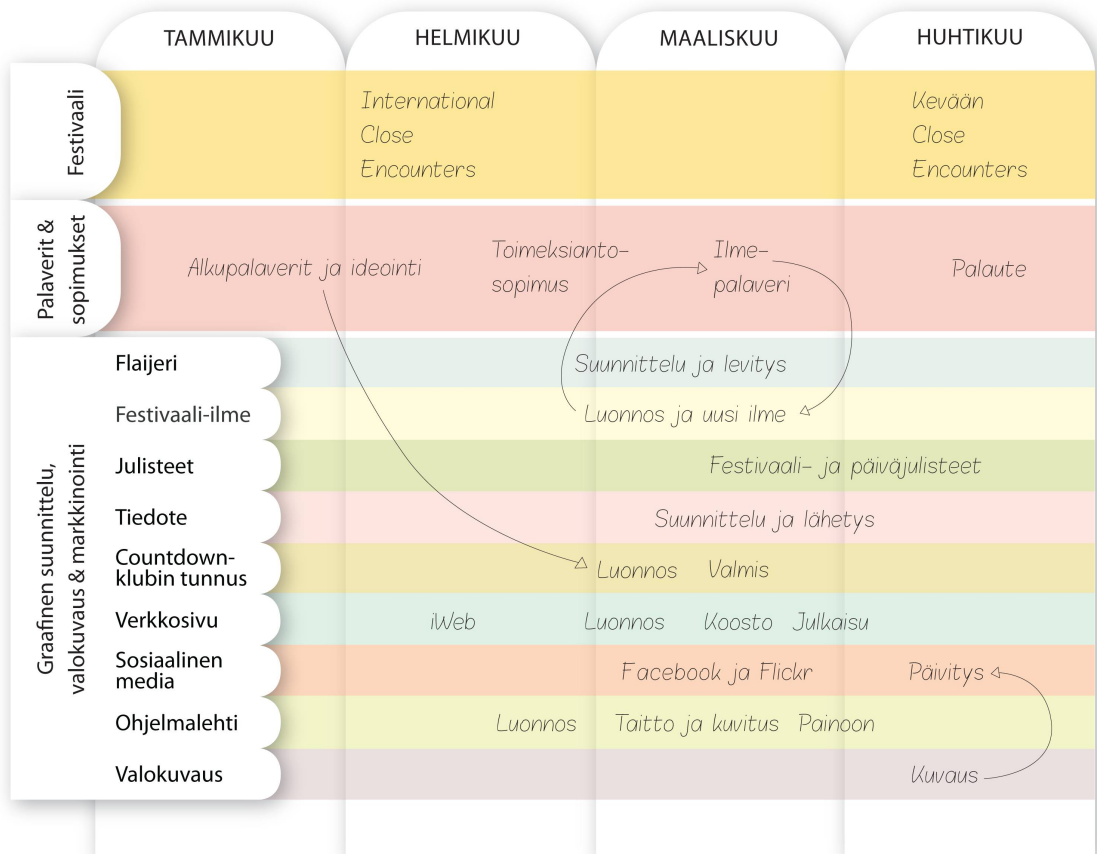 TAMMIKUU HELMIKUU MAALISKUU HUHTIKUU
Festivaali
International
Close
Encounters
Kevään
Close
Encounters
Palaverit &
sopimukset
Alkupalaverit ja ideointi
Toimeksianto-
sopimus
Ilme-
palaveri
Palaute
Graafinen suunnittelu,
valokuvaus & markkinointi
Flaijeri
Suunnittelu ja levitys
Festivaali-ilme
Luonnos ja uusi ilme
Julisteet
Festivaali- ja päiväjulisteet
Tiedote
Suunnittelu ja lähetys
Countdown-
klubin tunnus
Luonnos Valmis
Verkkosivu
iWeb Luonnos Koosto Julkaisu
Sosiaalinen
media
Facebook ja Flickr Päivitys
Ohjelmalehti
Luonnos Taitto ja kuvitus Painoon
Valokuvaus
Kuvaus